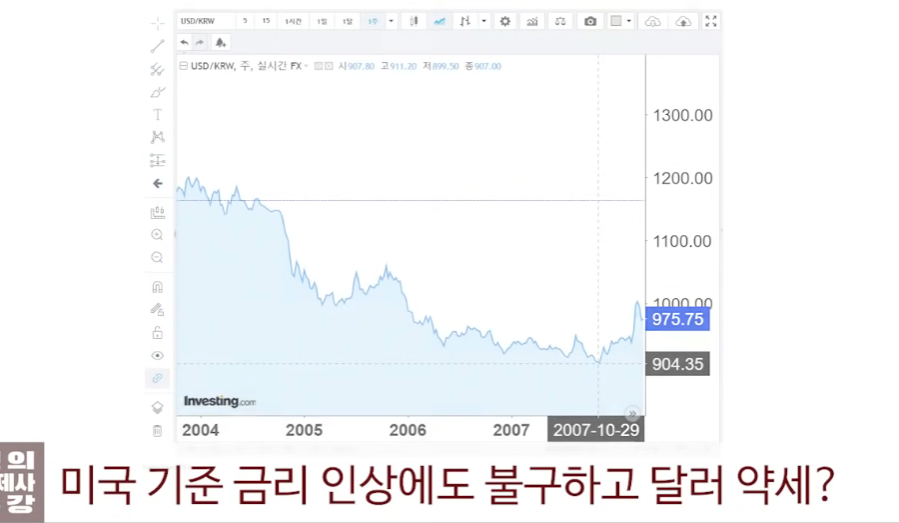 USD/KRW 5 15 1시간 1일 1달 1주
USD/KRW, 주, 실시간 FX 시907.80 고911.20 저899.50 종907.00
1300.00
1200.00
1100.00
1000.00
975.75
904.35
Investing.com
2004 2005 2006 2007 2007-10-29
의
제사
강
미국 기준 금리 인상에도 불구하고 달러 약세?